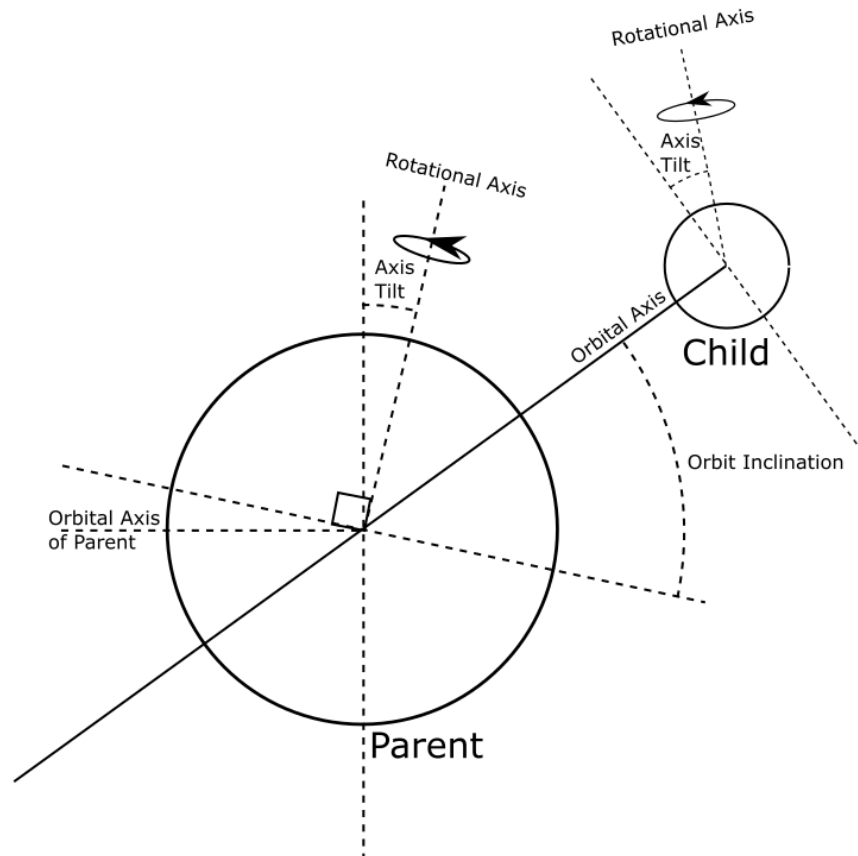 Rotational Axis
Axis
Tilt
Rotational Axis
Axis
Tilt
Orbital Axis
Child
Orbit Inclination
Orbital Axis
of Parent
Parent